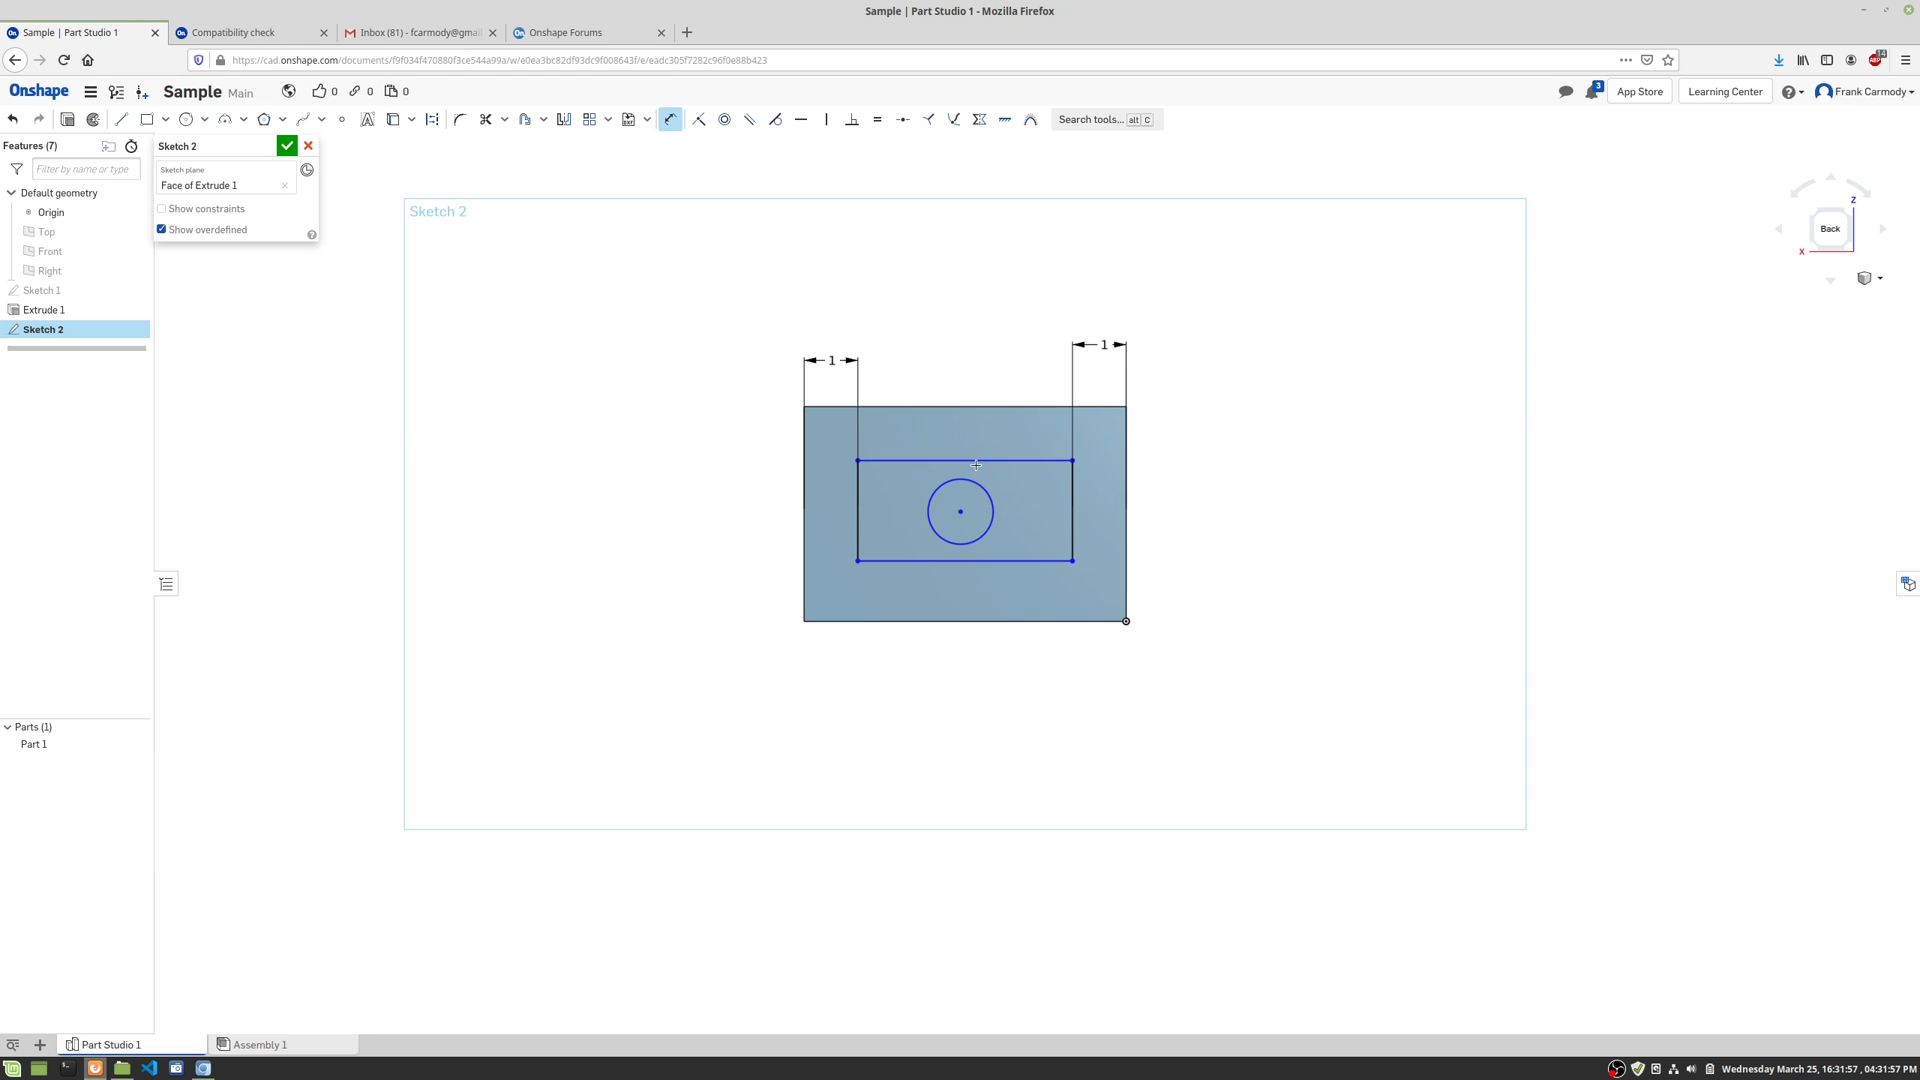 Sample | Part Studio 1 - Mozilla Firefox
Sample | Part Studio 1
Compatibility check
Inbox (81) - fcarmody@gmai
Onshape Forums
https://cad.onshape.com/documents/f9f034f470880f3ce544a99a/w/e0ea3bc82df93dc9f008643f/e/eadc305f7282c96f0e88b423
14
ABP
Onshape
Sample Main
0
0
0
3
App Store
Learning Center
Frank Carmody
Search tools... alt C
Features (7)
Filter by name or type
Default geometry
Origin
Top
Front
Right
Sketch 1
Extrude 1
Sketch 2
Sketch 2
Sketch plane
Face of Extrude 1
Show constraints
Show overdefined
Sketch 2
1
1
Z
Back
X
Parts (1)
Part 1
Part Studio 1
Assembly 1
Wednesday March 25, 16:31:57 , 04:31:57 PM